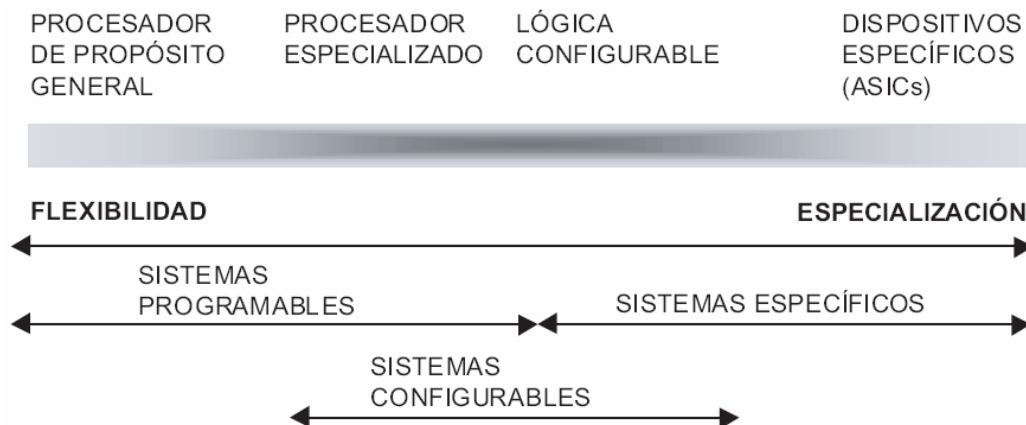 PROCESADOR
DE PROPÓSITO
GENERAL
PROCESADOR
ESPECIALIZADO
LÓGICA
CONFIGURABLE
DISPOSITIVOS
ESPECÍFICOS
(ASICs)
FLEXIBILIDAD
ESPECIALIZACIÓN
SISTEMAS
PROGRAMABLES
SISTEMAS ESPECÍFICOS
SISTEMAS
CONFIGURABLES